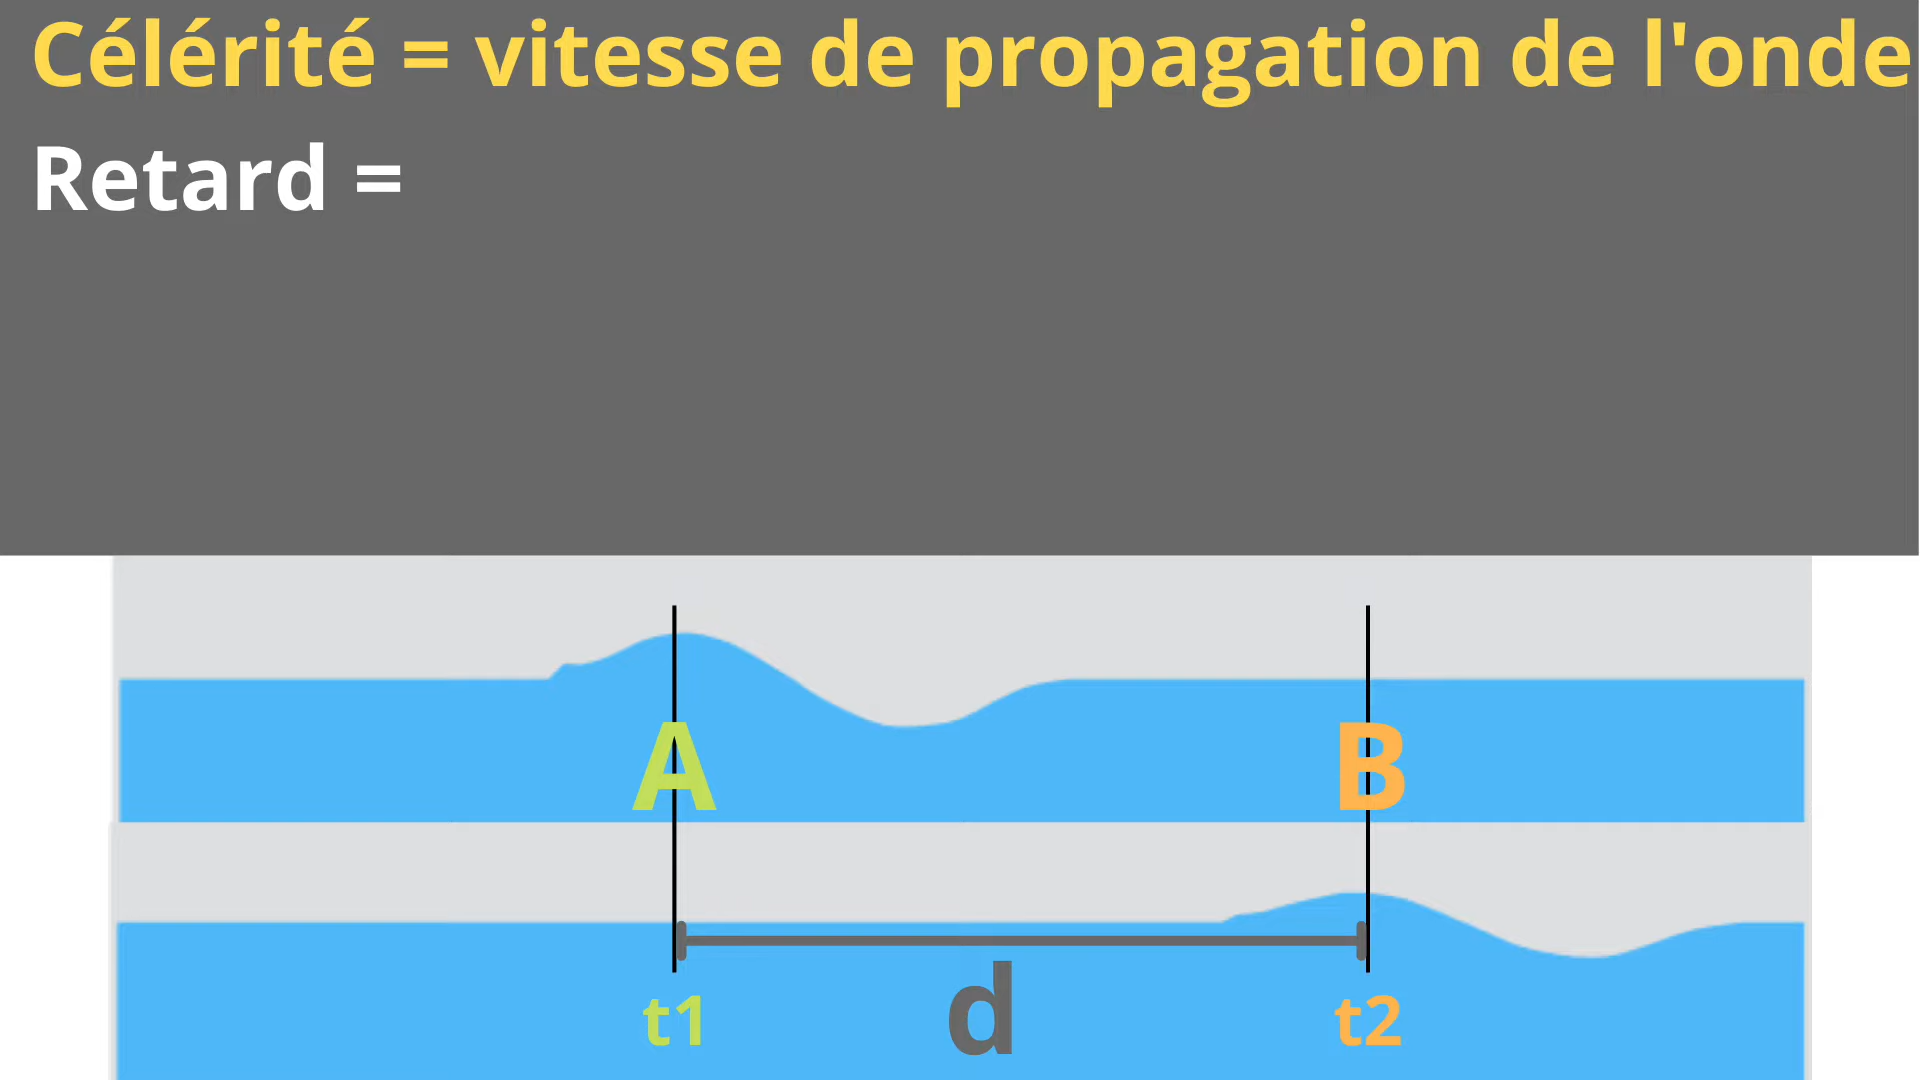 Célérité = vitesse de propagation de l'onde
Retard =
A B
t1 d t2